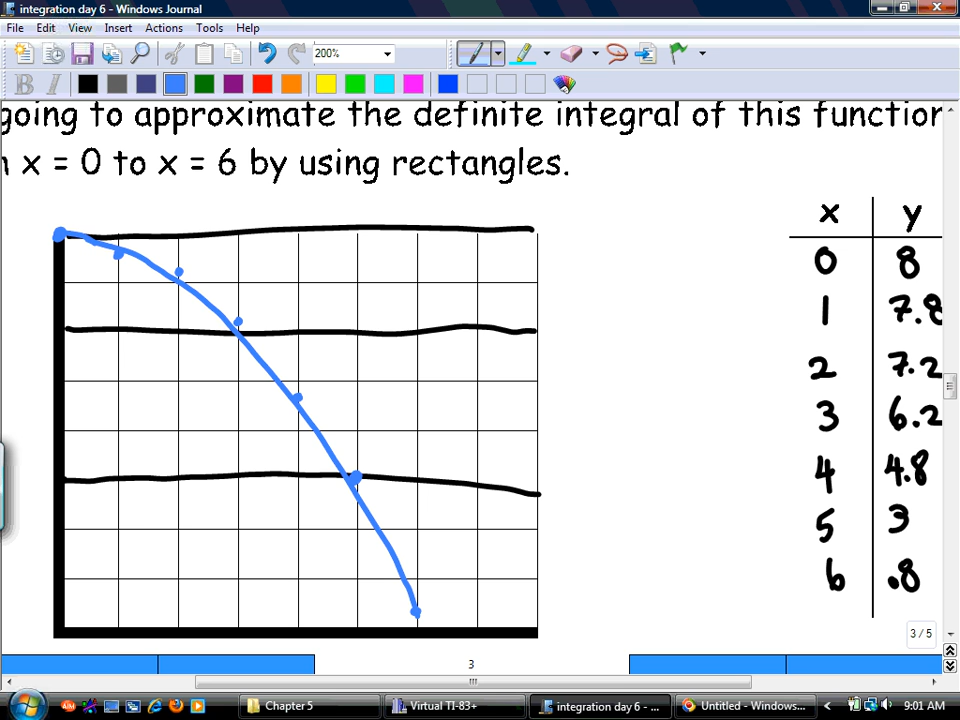 integration day 6 - Windows Journal
File Edit View Insert Actions Tools Help
200%
B I
going to approximate the definite integral of this function
x = 0 to x = 6 by using rectangles.
x y
0 8
1 7.8
2 7.2
3 6.2
4 4.8
5 3
6 .8
3 / 5
3
Chapter 5
Virtual TI-83+
integration day 6 - ...
Untitled - Windows...
9:01 AM